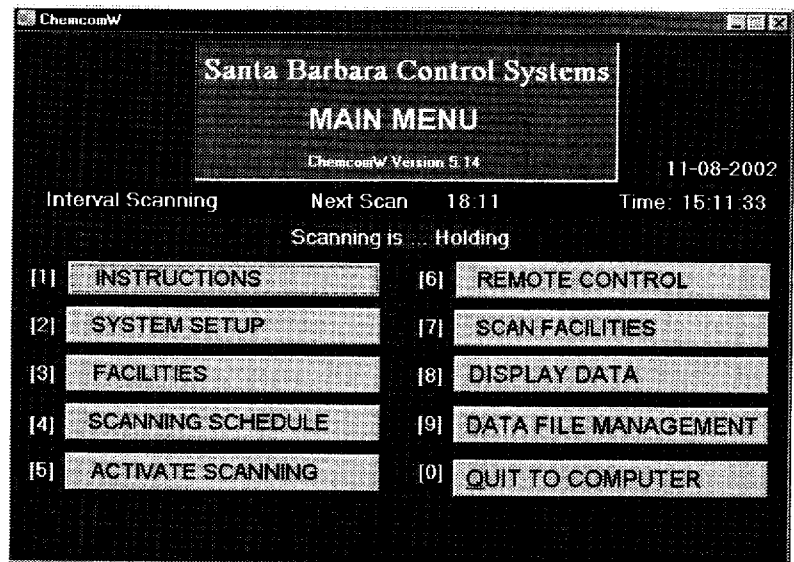 ChemcomW
Santa Barbara Control Systems
MAIN MENU
ChemcomW Version 5.14
11-08-2002
Interval Scanning Next Scan 18:11 Time: 15:11:33
Scanning is ... Holding
[1] INSTRUCTIONS
[2] SYSTEM SETUP
[3] FACILITIES
[4] SCANNING SCHEDULE
[5] ACTIVATE SCANNING
[6] REMOTE CONTROL
[7] SCAN FACILITIES
[8] DISPLAY DATA
[9] DATA FILE MANAGEMENT
[0] QUIT TO COMPUTER